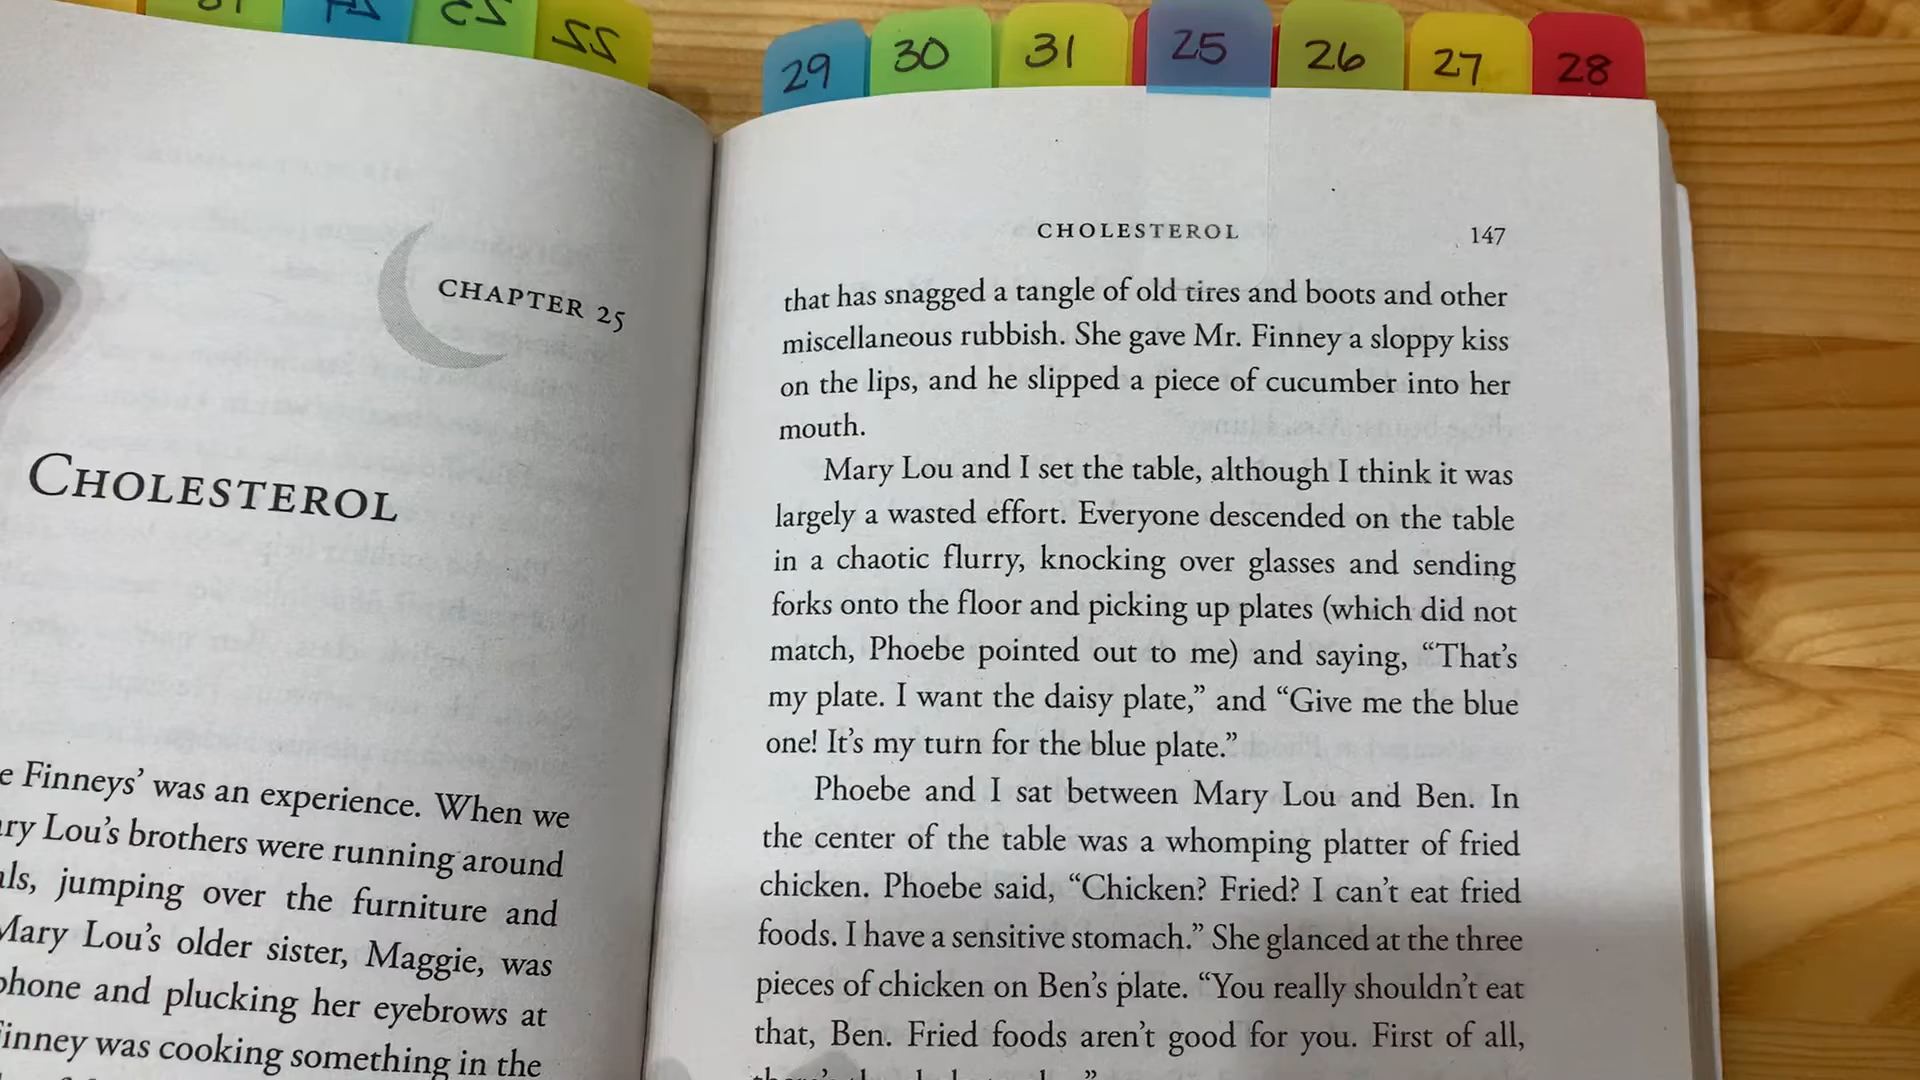 22
29
30
31
25
26
27
28
CHAPTER 25
CHOLESTEROL
Finneys' was an experience. When we
Lou's brothers were running around
jumping over the furniture and
Mary Lou's older sister, Maggie, was
phone and plucking her eyebrows at
Finney was cooking something in the
CHOLESTEROL 147
that has snagged a tangle of old tires and boots and other
miscellaneous rubbish. She gave Mr. Finney a sloppy kiss
on the lips, and he slipped a piece of cucumber into her
mouth.
Mary Lou and I set the table, although I think it was
largely a wasted effort. Everyone descended on the table
in a chaotic flurry, knocking over glasses and sending
forks onto the floor and picking up plates (which did not
match, Phoebe pointed out to me) and saying, “That’s
my plate. I want the daisy plate,” and “Give me the blue
one! It’s my turn for the blue plate.”
Phoebe and I sat between Mary Lou and Ben. In
the center of the table was a whomping platter of fried
chicken. Phoebe said, “Chicken? Fried? I can’t eat fried
foods. I have a sensitive stomach.” She glanced at the three
pieces of chicken on Ben’s plate. “You really shouldn’t eat
that, Ben. Fried foods aren’t good for you. First of all,